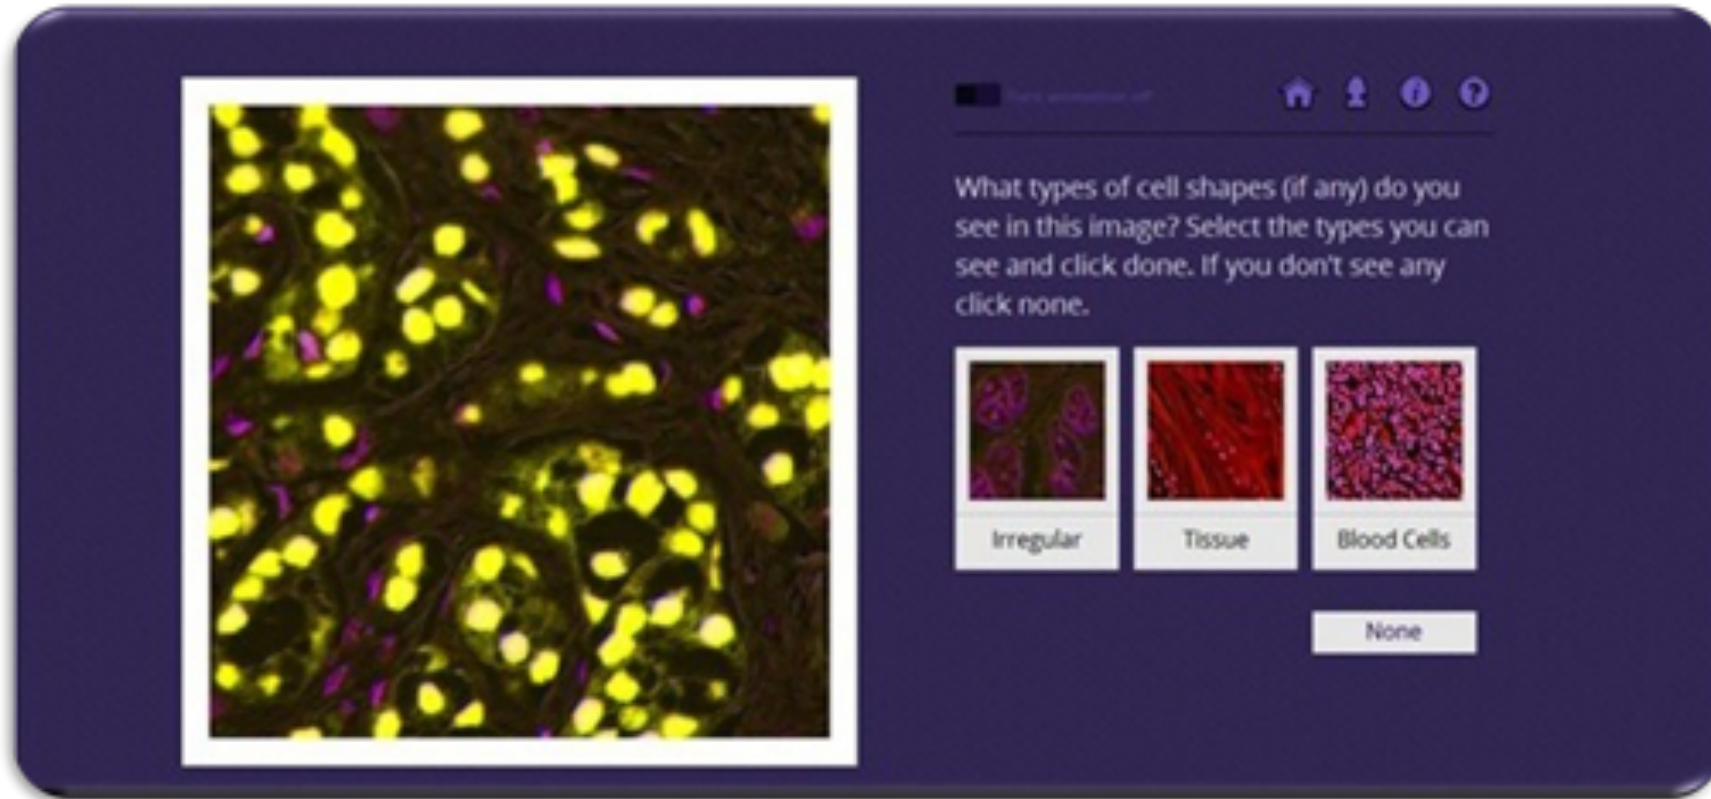 What types of cell shapes (if any) do you
see in this image? Select the types you can
see and click done. If you don't see any
click none.
Irregular
Tissue
Blood Cells
None